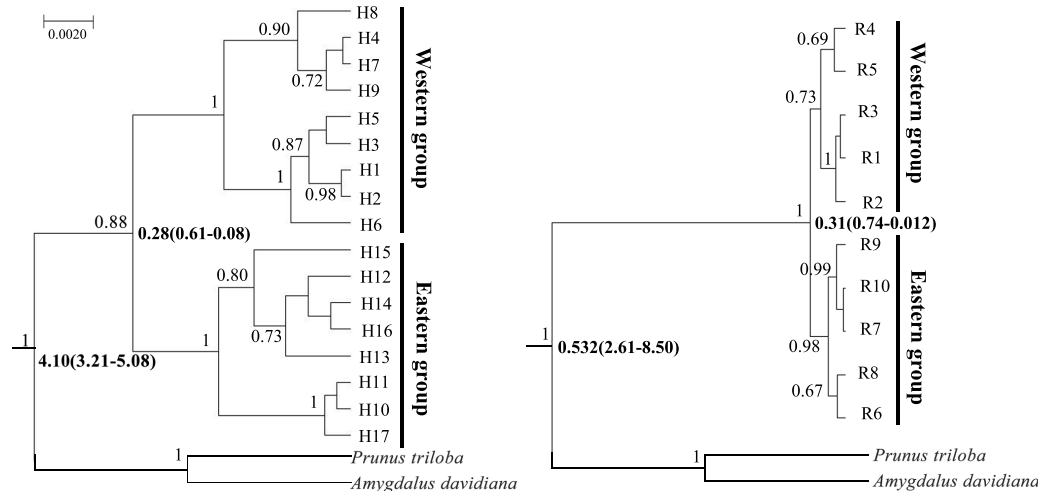 0.0020
H8
0.90
H4
H7
0.72
H9
1
H5
0.87
H3
H1
1
0.98
H2
H6
Western group
0.88
0.28(0.61-0.08)
H15
0.80
H12
H14
H16
0.73
H13
1
H11
1
H10
H17
Eastern group
1
4.10(3.21-5.08)
1
Prunus triloba
Amygdalus davidiana
R4
0.69
R5
0.73
R3
1
R1
R2
Western group
1
0.31(0.74-0.012)
R9
0.99
R10
R7
0.98
R8
0.67
R6
Eastern group
1
0.532(2.61-8.50)
1
Prunus triloba
Amygdalus davidiana